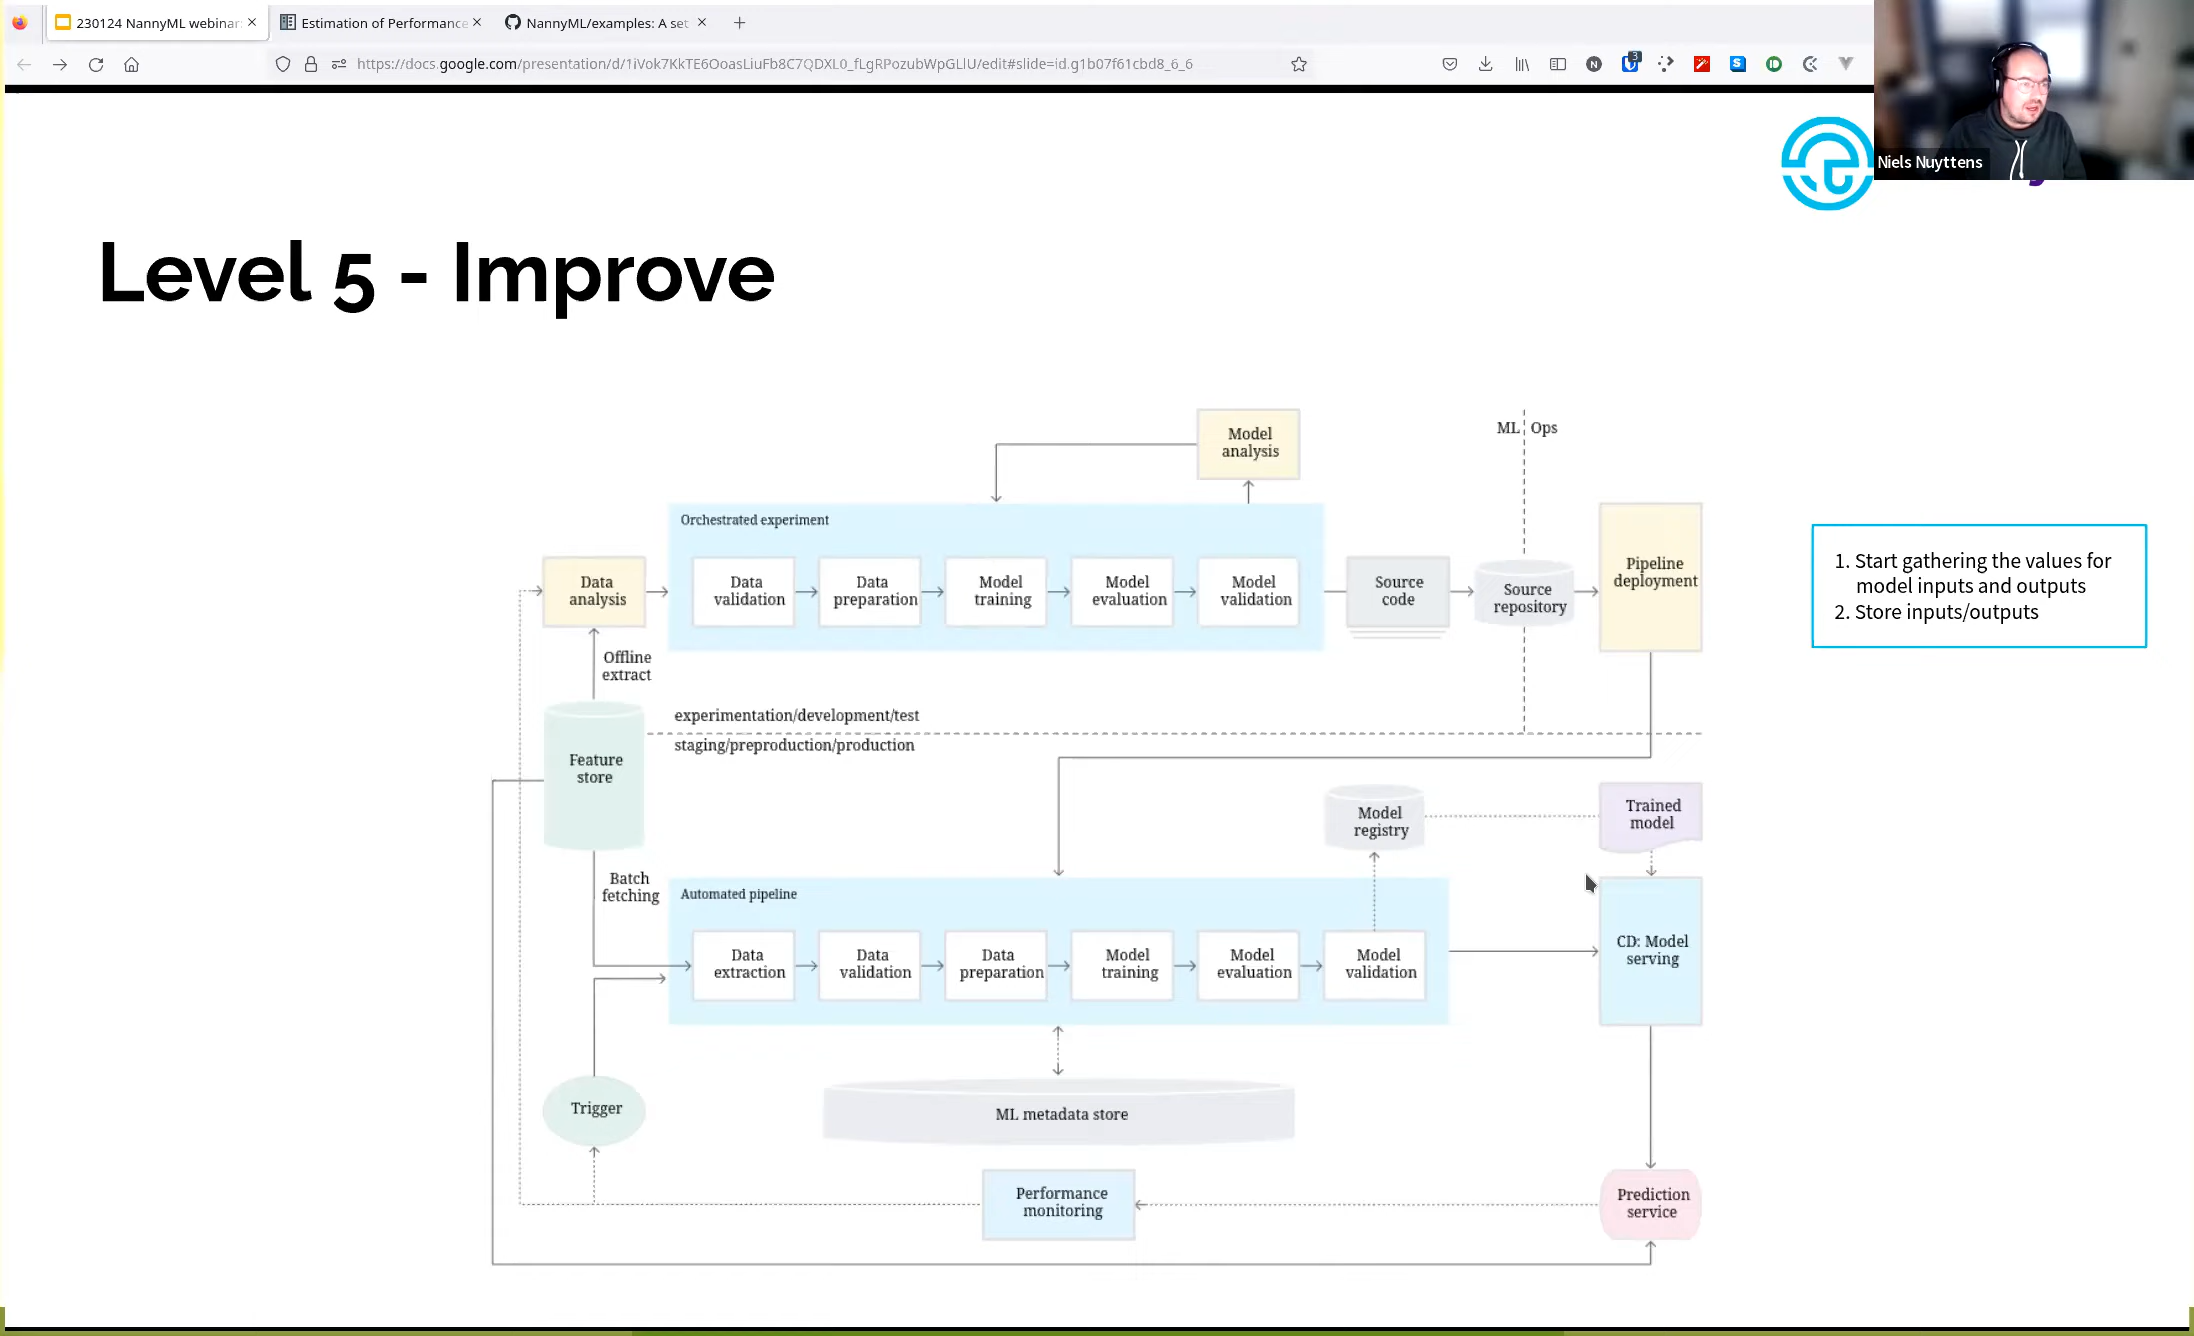 230124 NannyML webinar
Estimation of Performance
NannyML/examples: A set
https://docs.google.com/presentation/d/1iVok7KkTE6OoasLiuFb8C7QDXL0_fLgRPozubWpGLlU/edit#slide=id.g1b07f61cbd8_6_6
3
Niels Nuyttens
Level 5 - Improve
Model
analysis
ML
Ops
Orchestrated experiment
Data
analysis
Data
validation
Data
preparation
Model
training
Model
evaluation
Model
validation
Source
code
Source
repository
Pipeline
deployment
1. Start gathering the values for
model inputs and outputs
2. Store inputs/outputs
Offline
extract
experimentation/development/test
staging/preproduction/production
Feature
store
Model
registry
Trained
model
Batch
fetching
Automated pipeline
Data
extraction
Data
validation
Data
preparation
Model
training
Model
evaluation
Model
validation
CD: Model
serving
Trigger
ML metadata store
Performance
monitoring
Prediction
service